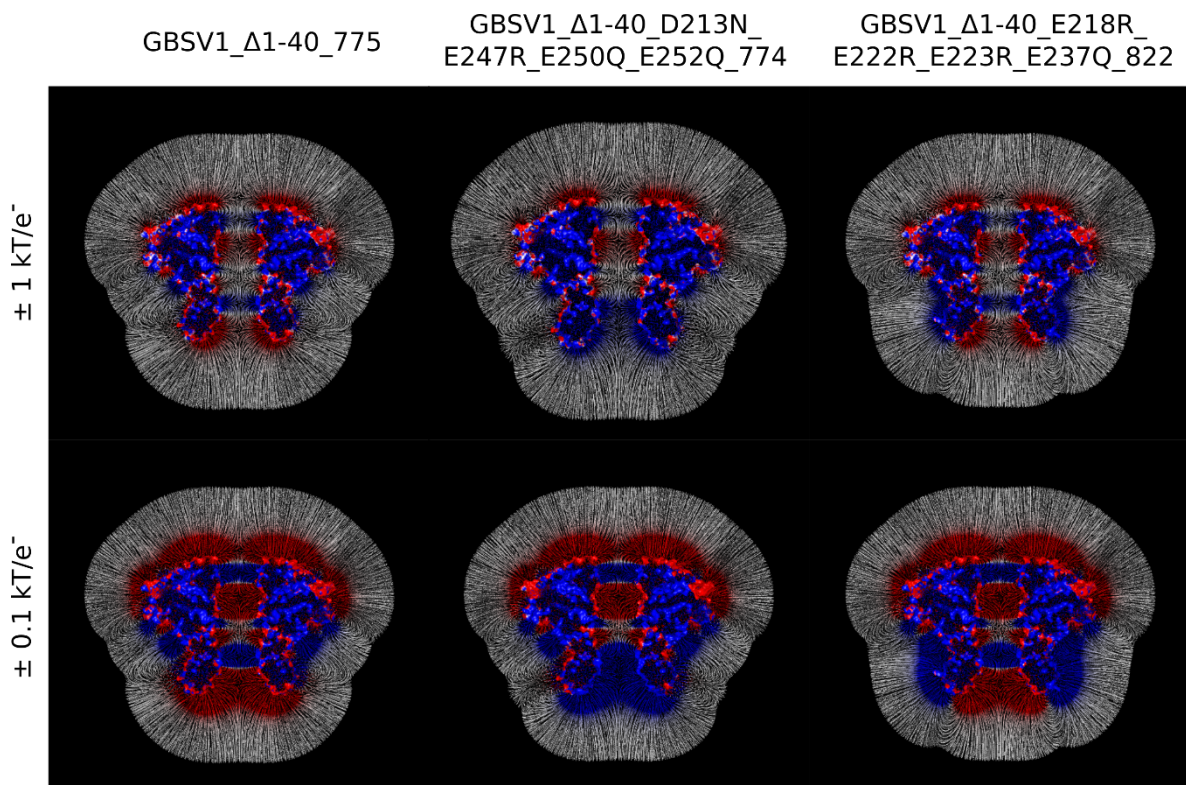 GBSV1_Δ1-40_775
GBSV1_Δ1-40_D213N_
E247R_E250Q_E252Q_774
GBSV1_Δ1-40_E218R_
E222R_E223R_E237Q_822
± 1 kT/e⁻
± 0.1 kT/e⁻